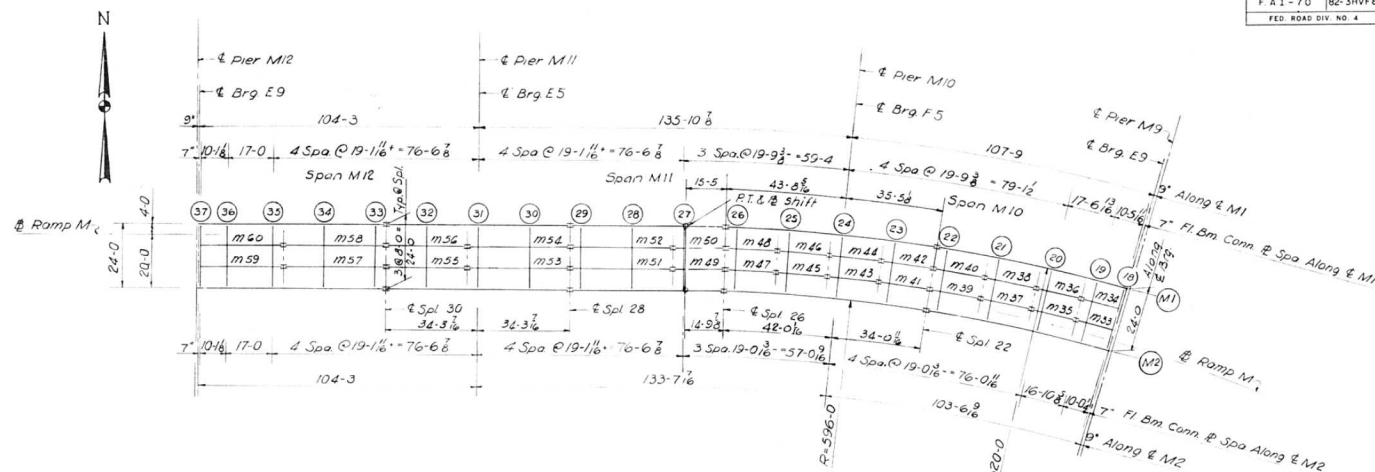 F. A I - 70 82-3HVF&
FED. ROAD DIV. NO. 4
N
℄ Pier M12
℄ Brg. E9
℄ Pier M11
℄ Brg. E5
℄ Pier M10
℄ Brg. F5
℄ Pier M9
℄ Brg. E9
9" 104-3 135-10 7/8 107-9
9" Along ℄ M1
7" 10-1 1/8 17-0 4 Spa. @ 19-1 11/16+ = 76-6 7/8 4 Spa @ 19-1 11/16+ = 76-6 7/8 3 Spa. @ 19-9 3/8- = 59-4 4 Spa @ 19-9 3/8 = 79-1 1/2 17-6 13/16 10-5 11/16
7" Fl. Bm. Conn. ℄ Spa Along ℄ M1
Span M12 Span M11 15-5 43-8 5/16 35-5 1/8 Span M10
P.T. & ℄ shift
37 36 35 34 33 32 31 30 29 28 27 26 25 24 23 22 21 20 19 18
℄ Ramp M
4-0
24-0
20-0
3@8-0= 24-0
Typ @ Spl.
m60 m58 m56 m54 m52 m50 m48 m46 m44 m42 m40 m38 m36 m34
m59 m57 m55 m53 m51 m49 m47 m45 m43 m41 m39 m37 m35 m33
Along ℄ Brg.
24-0
M1
M2
℄ Ramp M
℄ Spl 30 ℄ Spl 28 ℄ Spl 26 ℄ Spl 22
34-3 7/16 34-3 7/16 14-9 7/8 42-0 1/16 34-0 11/16
7" 10-1 1/8 17-0 4 Spa. @ 19-1 11/16+ = 76-6 7/8 4 Spa @ 19-1 11/16+ = 76-6 7/8 3 Spa. 19-0 3/16- = 57-0 9/16 4 Spa. @ 19-0 3/16- = 76-0 11/16 16-10 5/8
7" Fl. Bm. Conn. ℄ Spa Along ℄ M2
104-3 133-7 7/16 103-6 9/16
9" Along ℄ M2
R=596-0
20-0